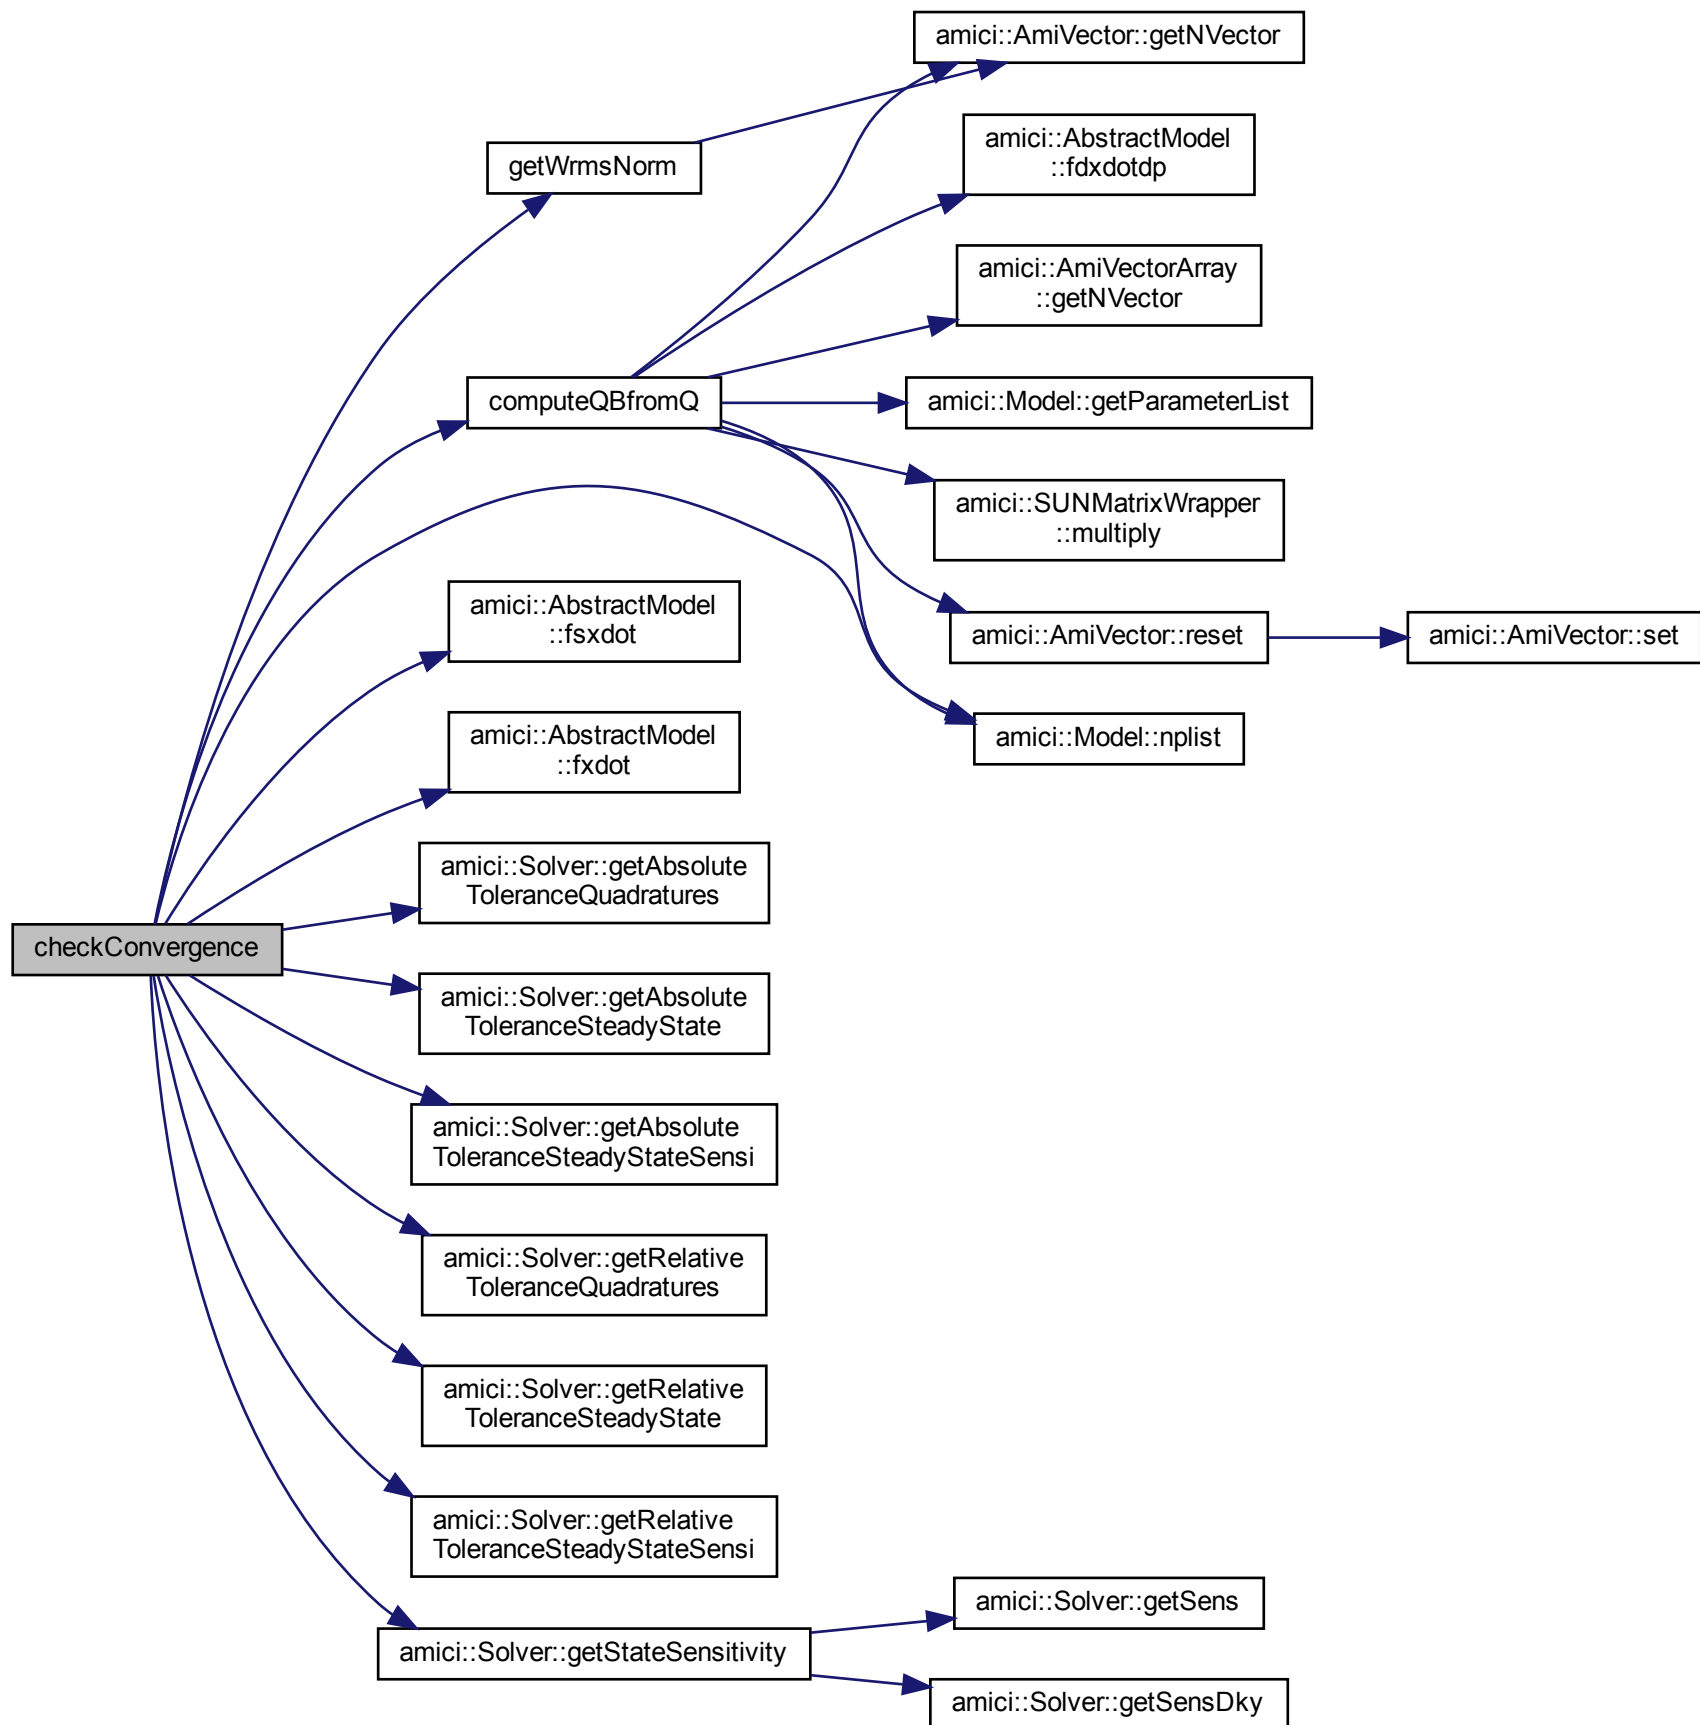 amici::AmiVector::getNVector
amici::AbstractModel
::fdxdotdp
getWrmsNorm
amici::AmiVectorArray
::getNVector
computeQBfromQ
amici::Model::getParameterList
amici::SUNMatrixWrapper
::multiply
amici::AbstractModel
::fsxdot
amici::AmiVector::reset
amici::AmiVector::set
amici::AbstractModel
::fxdot
amici::Model::nplist
amici::Solver::getAbsolute
ToleranceQuadratures
checkConvergence
amici::Solver::getAbsolute
ToleranceSteadyState
amici::Solver::getAbsolute
ToleranceSteadyStateSensi
amici::Solver::getRelative
ToleranceQuadratures
amici::Solver::getRelative
ToleranceSteadyState
amici::Solver::getRelative
ToleranceSteadyStateSensi
amici::Solver::getSens
amici::Solver::getStateSensitivity
amici::Solver::getSensDky